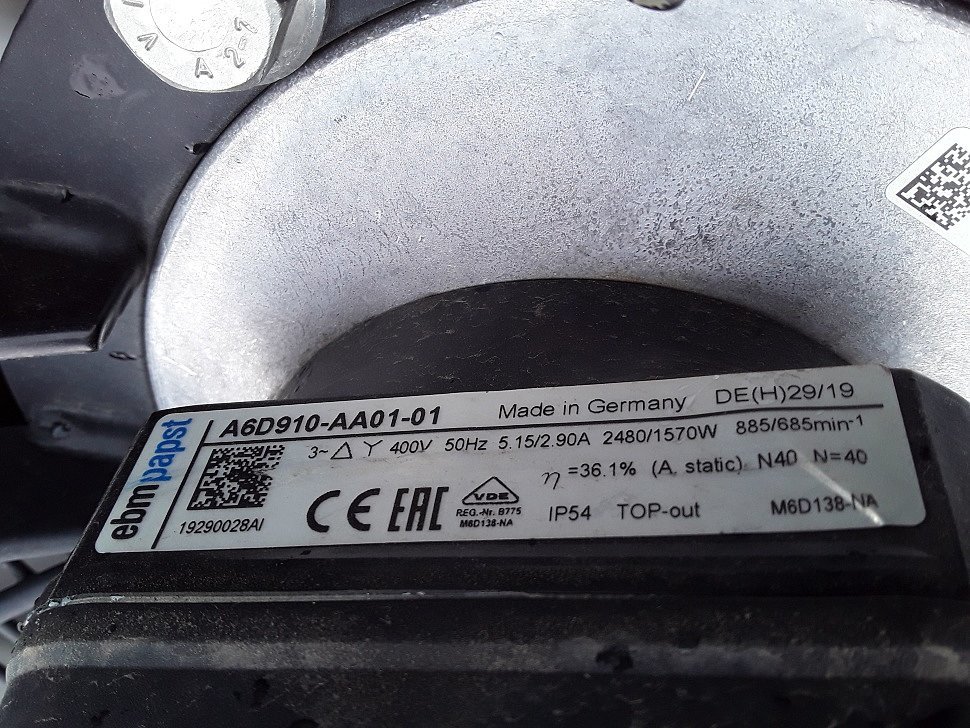 A 2-1
ebmpapst
A6D910-AA01-01 Made in Germany DE(H)29/19
3~ △ Y 400V 50Hz 5.15/2.90A 2480/1570W 885/685min-1
η =36.1% (A, static) N40 N=40
CE EAC
VDE
REG.-Nr. B775
M6D138-NA
IP54 TOP-out M6D138-NA
19290028AI